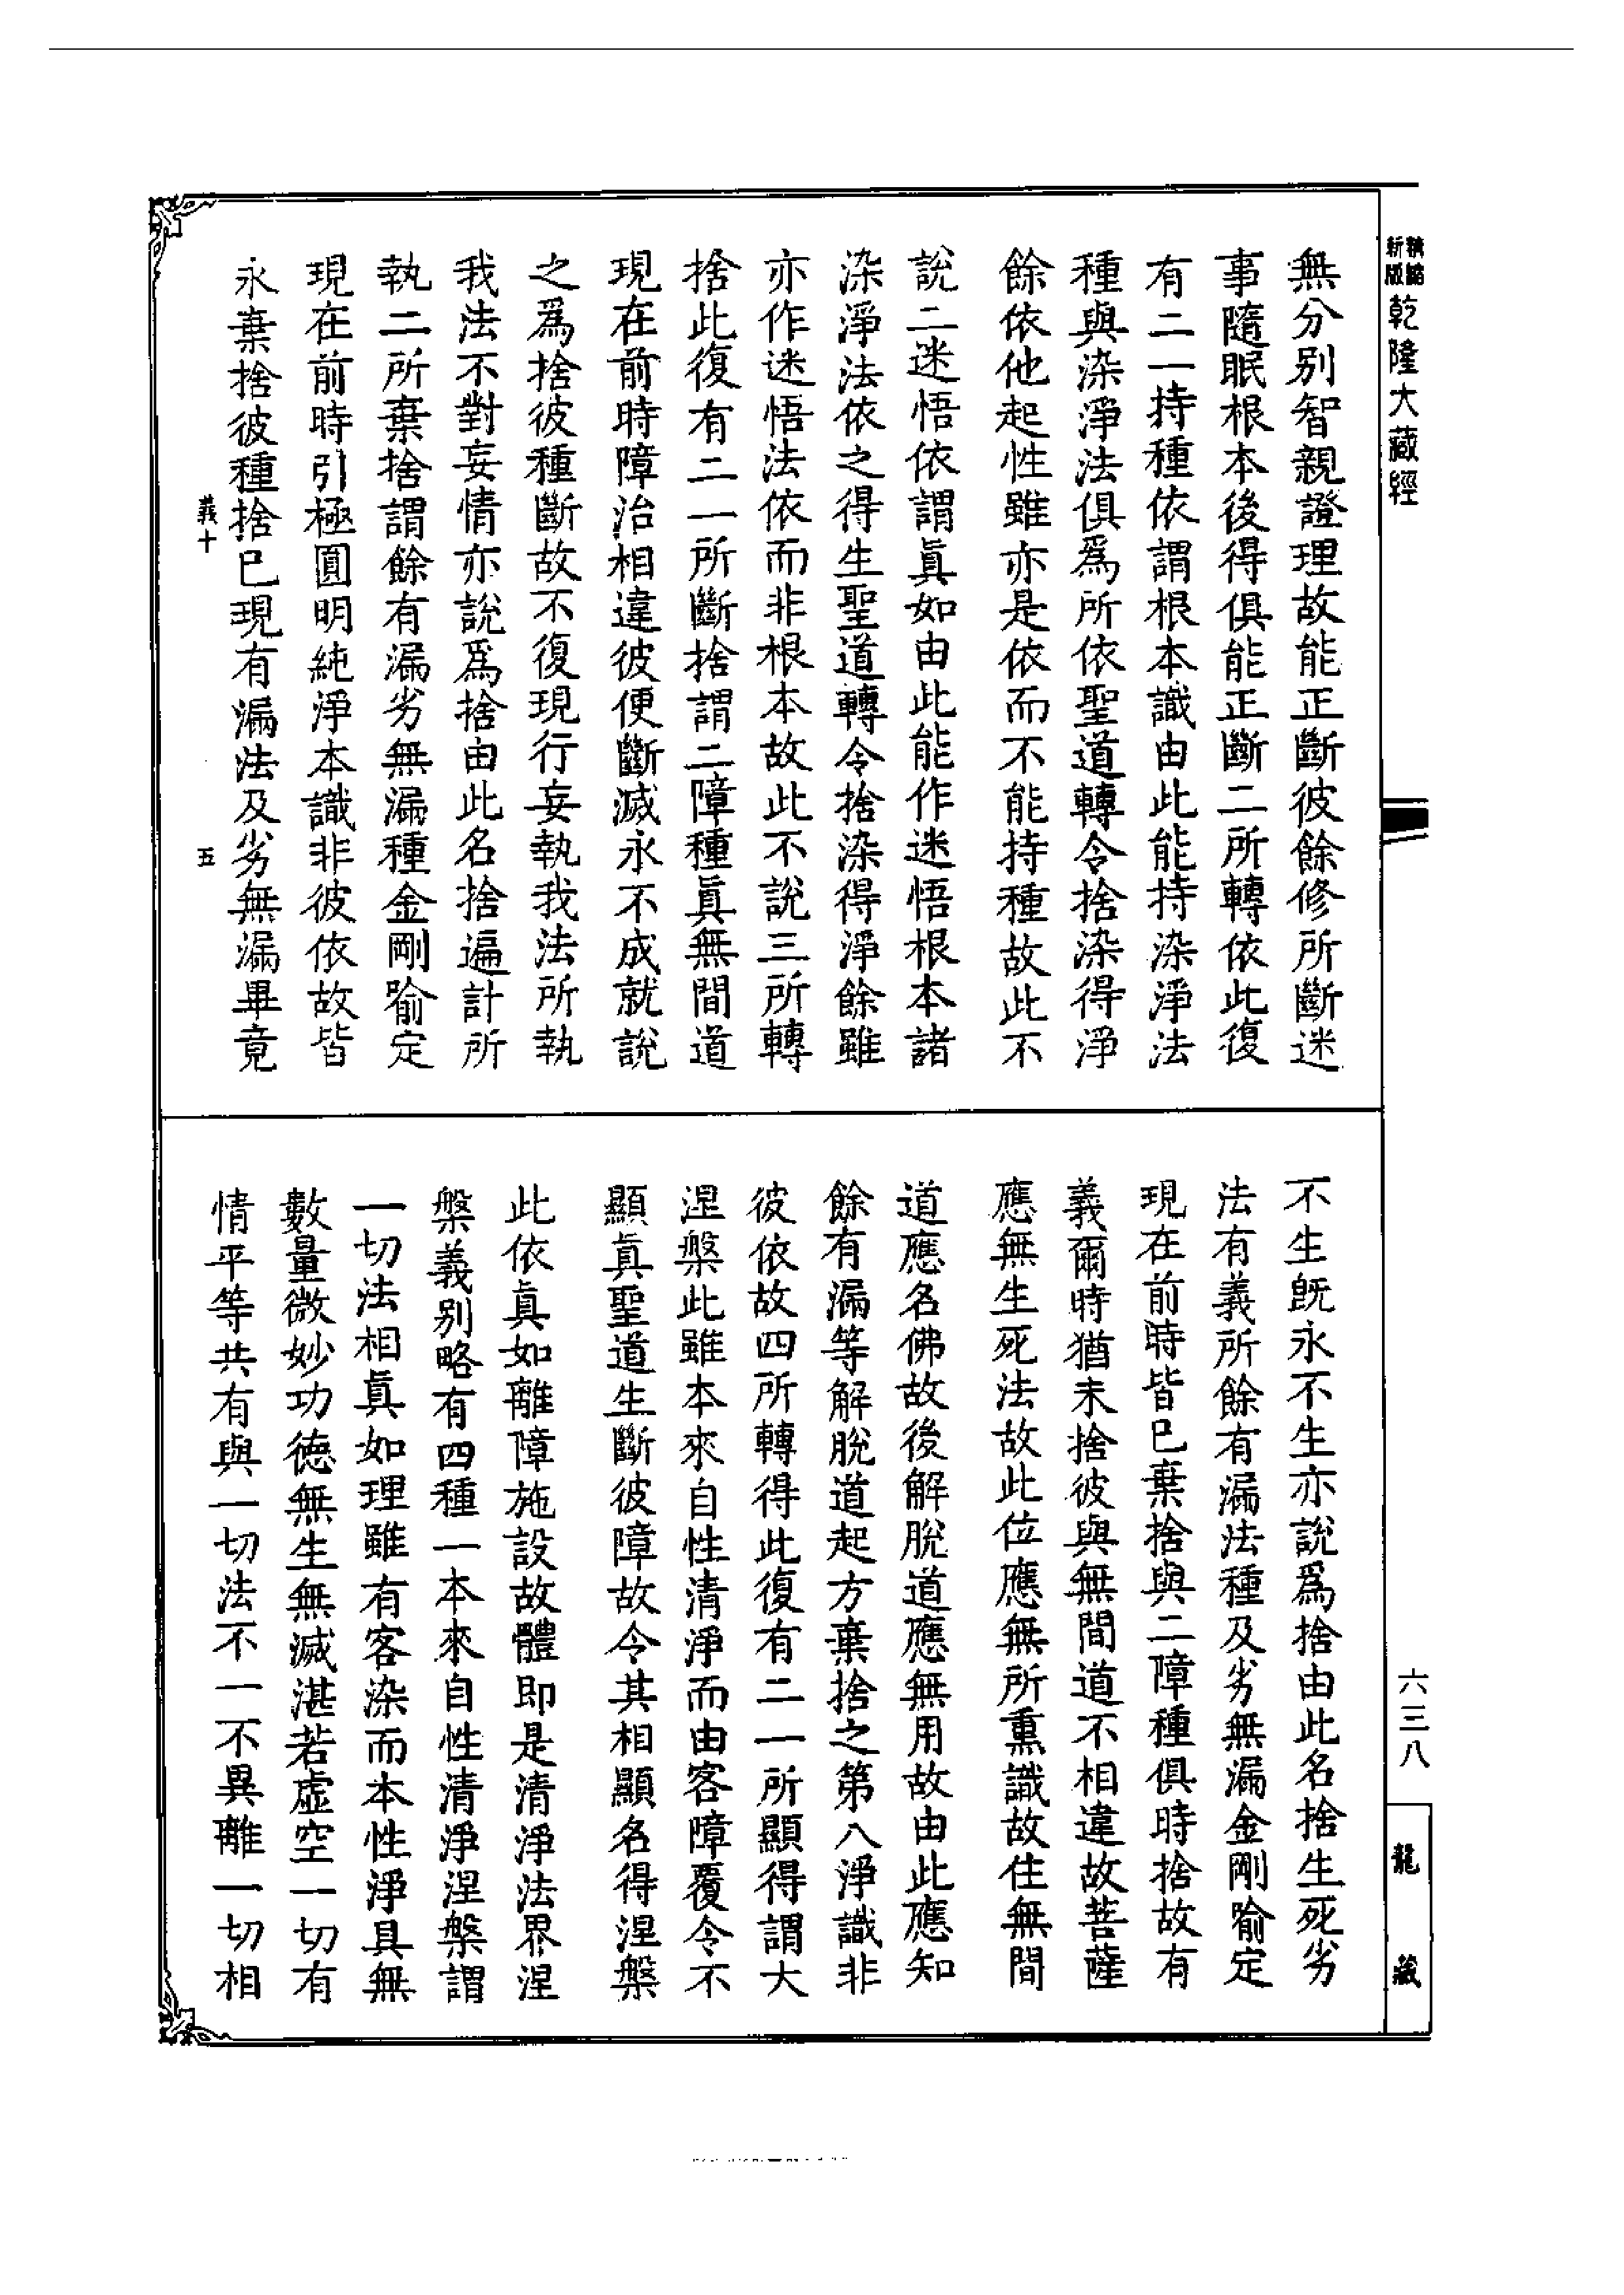 精縮新版乾隆大藏經
無分別智親證理故能正斷彼餘修所斷迷
事隨眠根本後得俱能正斷二所轉依此復
有二一持種依謂根本識由此能持染淨法
種與染淨法俱爲所依聖道轉令捨染得淨
餘依他起性雖亦是依而不能持種故此不
說二迷悟依謂眞如由此能作迷悟根本諸
染淨法依之得生聖道轉令捨染得淨餘雖
亦作迷悟法依而非根本故此不說三所轉
捨此復有二一所斷捨謂二障種眞無間道
現在前時障治相違彼便斷滅永不成就說
之爲捨彼種斷故不復現行妄執我法所執
我法不對妄情亦說爲捨由此名捨遍計所
執二所棄捨謂餘有漏劣無漏種金剛喻定
現在前時引極圓明純淨本識非彼依故皆
永棄捨彼種捨巳現有漏法及劣無漏畢竟
義十
五
不生旣永不生亦說爲捨由此名捨生死劣
法有義所餘有漏法種及劣無漏金剛喻定
現在前時皆巳棄捨與二障種俱時捨故有
義爾時猶未捨彼與無間道不相違故菩薩
應無生死法故此位應無所熏識故住無間
道應名佛故後解脫道應無用故由此應知
餘有漏等解脫道起方棄捨之第八淨識非
彼依故四所轉得此復有二一所顯得謂大
涅槃此雖本來自性清淨而由客障覆令不
顯眞聖道生斷彼障故令其相顯名得涅槃
此依眞如離障施設故體即是清淨法界涅
槃義別略有四種一本來自性清淨涅槃謂
一切法相眞如理雖有客染而本性淨具無
數量微妙功德無生無滅湛若虛空一切有
情平等共有與一切法不一不異離一切相
六三八
龍藏